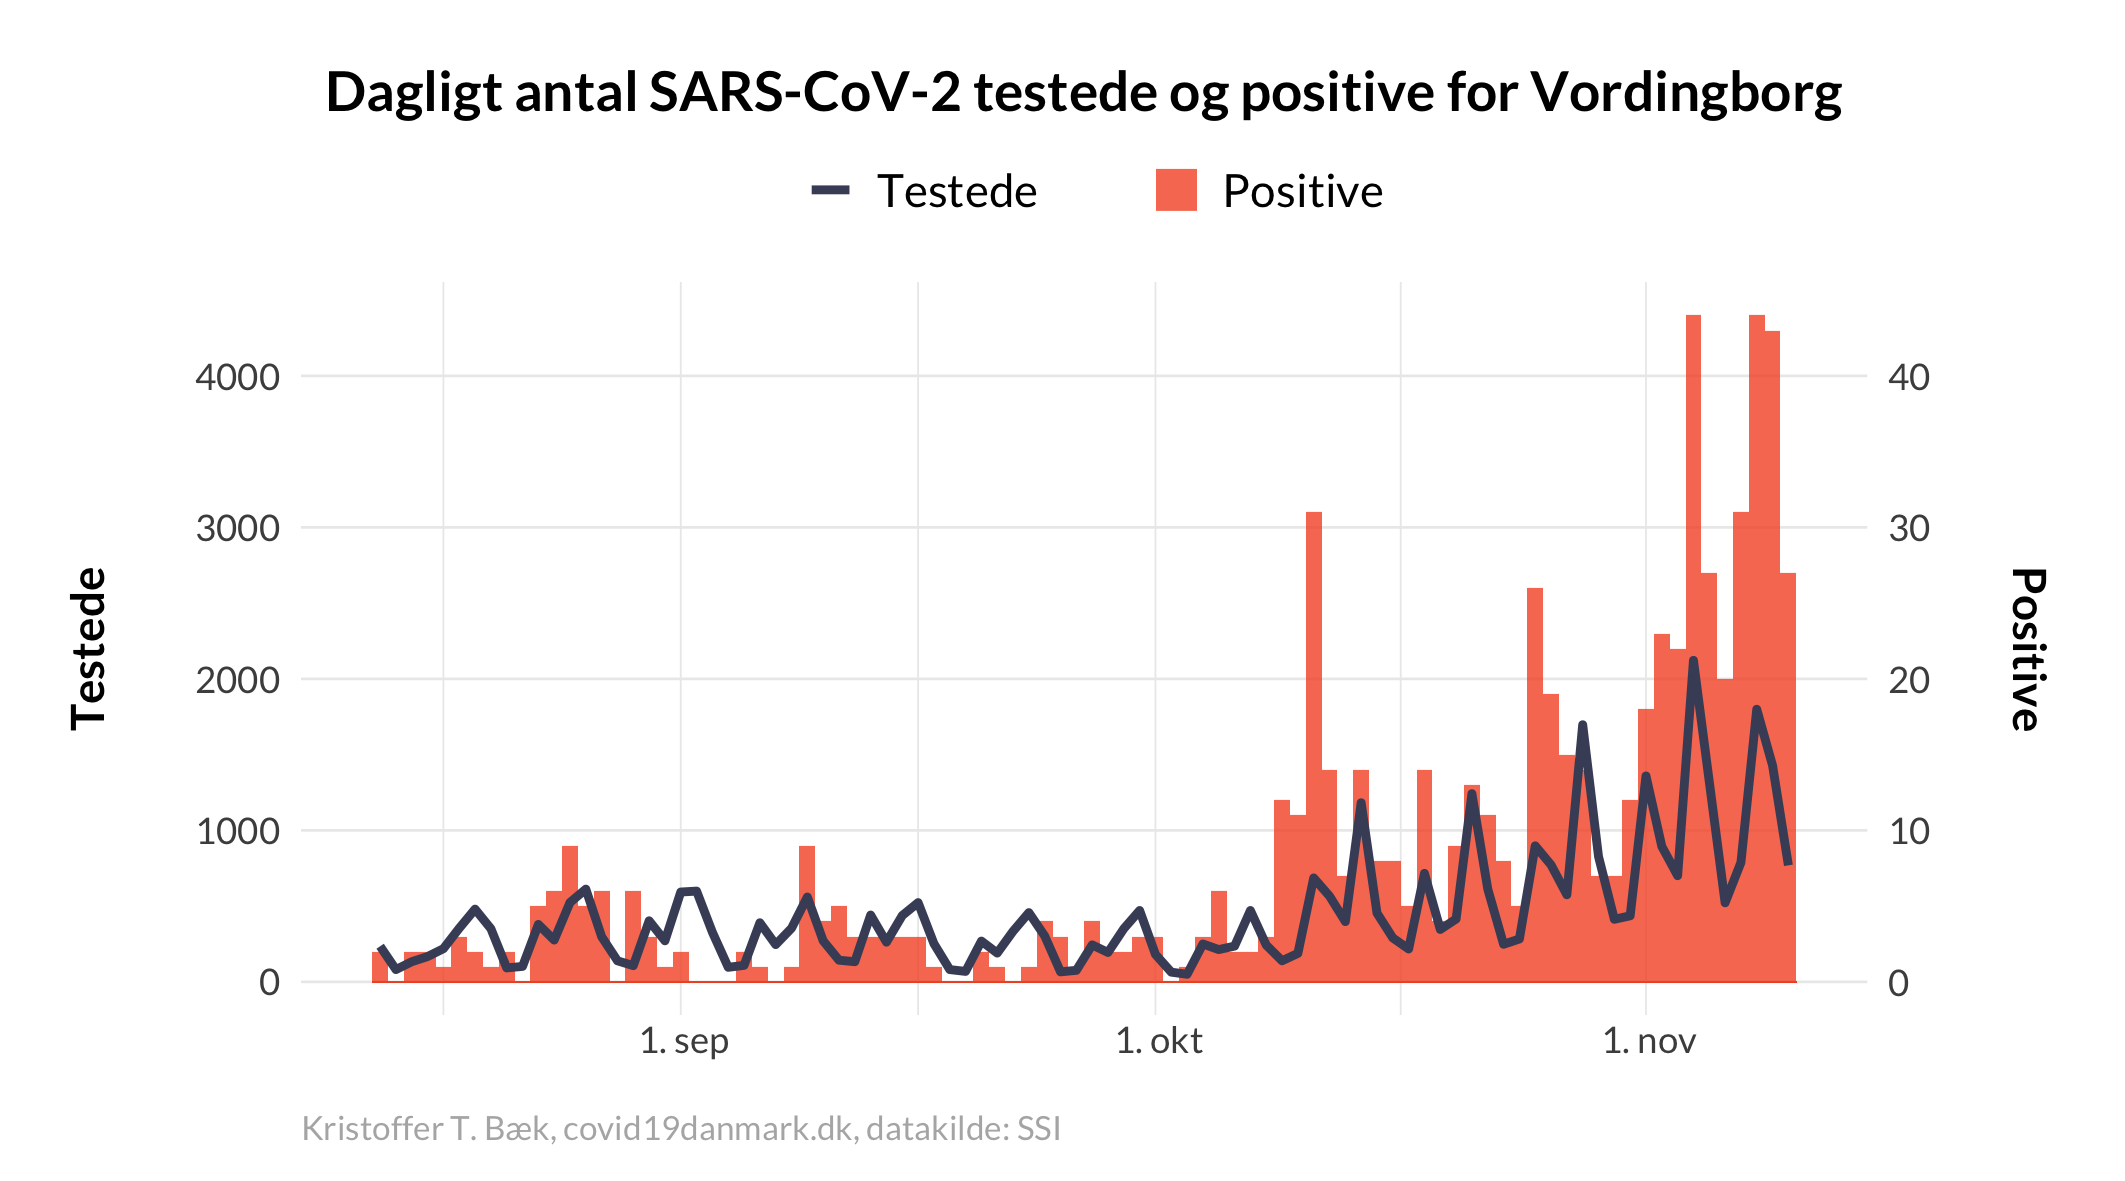 Dagligt antal SARS-CoV-2 testede og positive for Vordingborg
Testede
Positive
4000
3000
2000
1000
0
40
30
20
10
0
Testede
Positive
1. sep
1. okt
1. nov
Kristoffer T. Bæk, covid19danmark.dk, datakilde: SSI